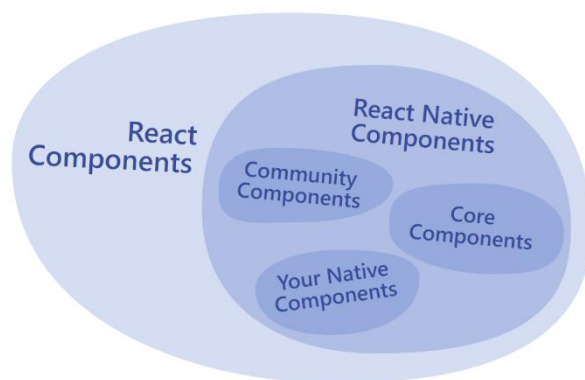 React
Components
React Native
Components
Community
Components
Core
Components
Your Native
Components